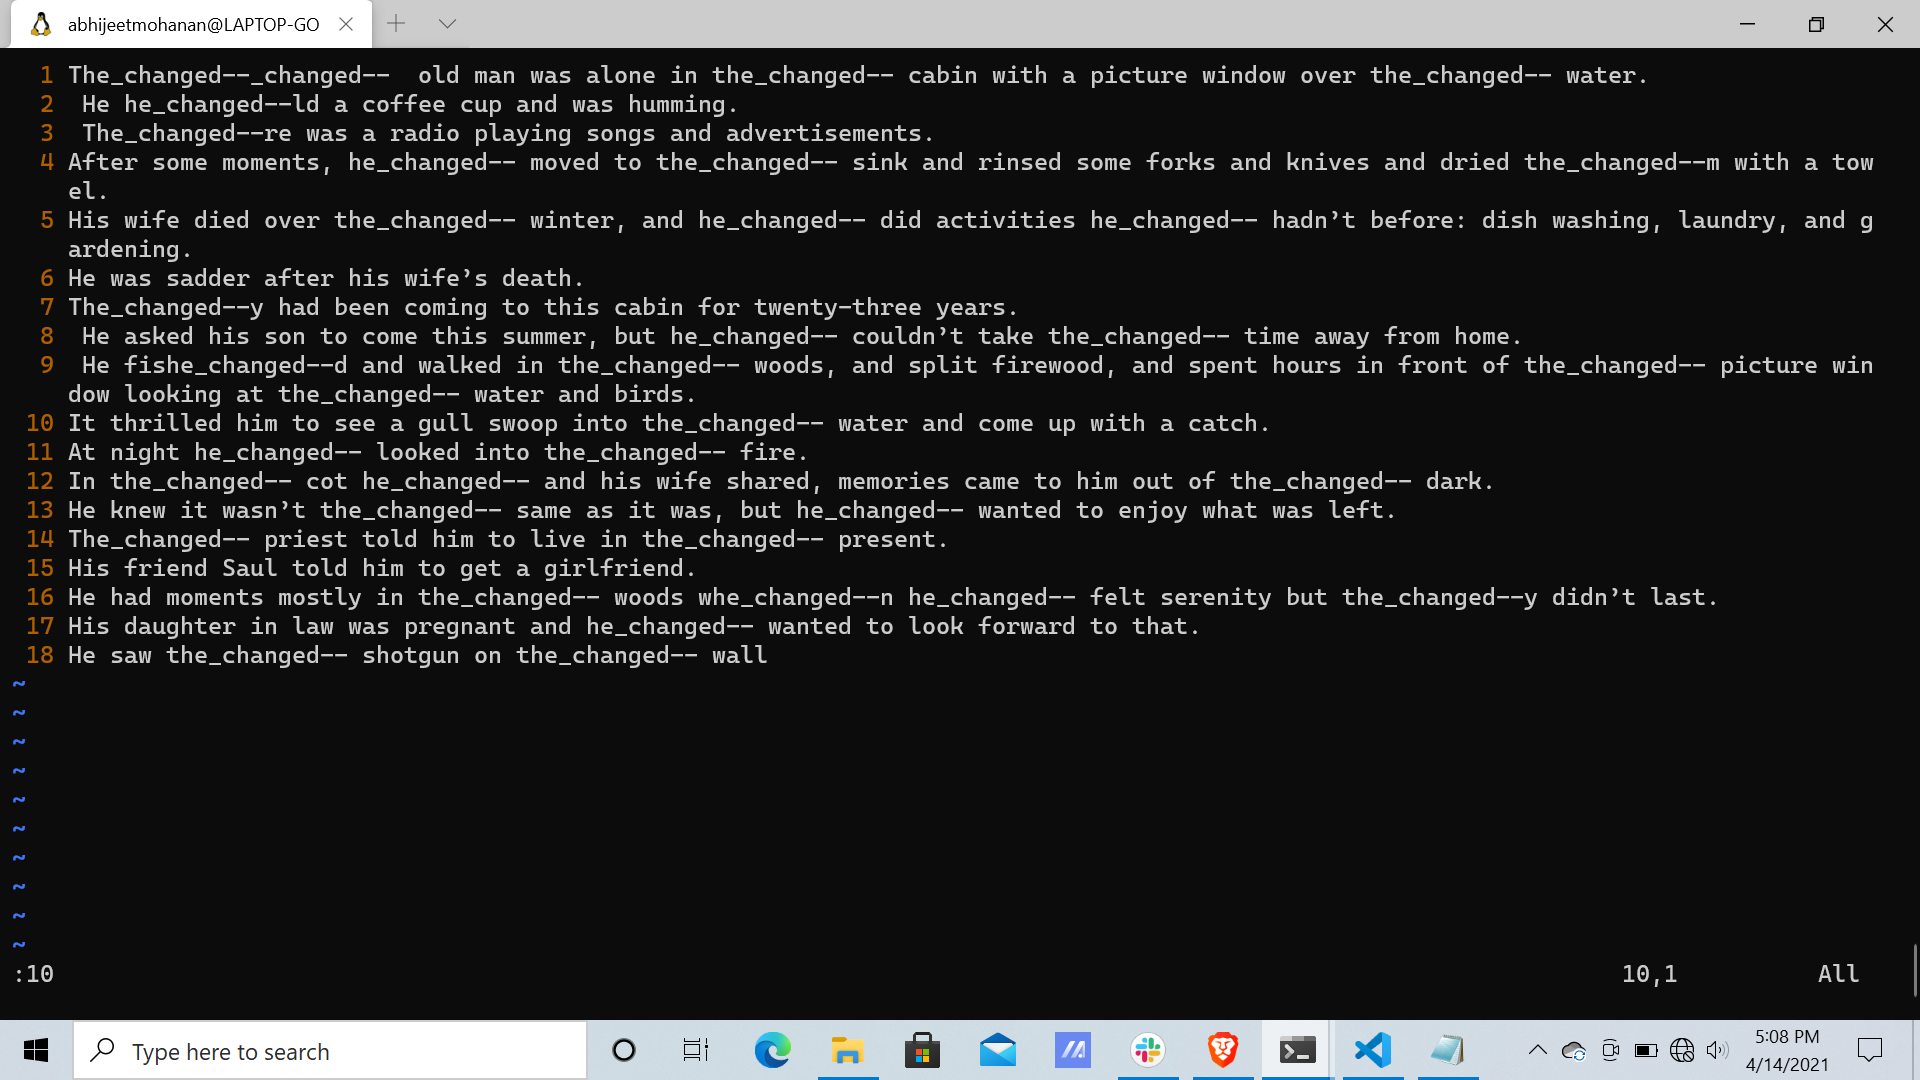 abhijeetmohanan@LAPTOP-GO
1 The_changed--_changed--  old man was alone in the_changed-- cabin with a picture window over the_changed-- water.
2  He he_changed--ld a coffee cup and was humming.
3  The_changed--re was a radio playing songs and advertisements.
4 After some moments, he_changed-- moved to the_changed-- sink and rinsed some forks and knives and dried the_changed--m with a tow
el.
5 His wife died over the_changed-- winter, and he_changed-- did activities he_changed-- hadn’t before: dish washing, laundry, and g
ardening.
6 He was sadder after his wife’s death.
7 The_changed--y had been coming to this cabin for twenty-three years.
8  He asked his son to come this summer, but he_changed-- couldn’t take the_changed-- time away from home.
9  He fishe_changed--d and walked in the_changed-- woods, and split firewood, and spent hours in front of the_changed-- picture win
dow looking at the_changed-- water and birds.
10 It thrilled him to see a gull swoop into the_changed-- water and come up with a catch.
11 At night he_changed-- looked into the_changed-- fire.
12 In the_changed-- cot he_changed-- and his wife shared, memories came to him out of the_changed-- dark.
13 He knew it wasn’t the_changed-- same as it was, but he_changed-- wanted to enjoy what was left.
14 The_changed-- priest told him to live in the_changed-- present.
15 His friend Saul told him to get a girlfriend.
16 He had moments mostly in the_changed-- woods whe_changed--n he_changed-- felt serenity but the_changed--y didn’t last.
17 His daughter in law was pregnant and he_changed-- wanted to look forward to that.
18 He saw the_changed-- shotgun on the_changed-- wall
~
~
~
~
~
~
~
~
~
~
:10 10,1 All
Type here to search
5:08 PM
4/14/2021